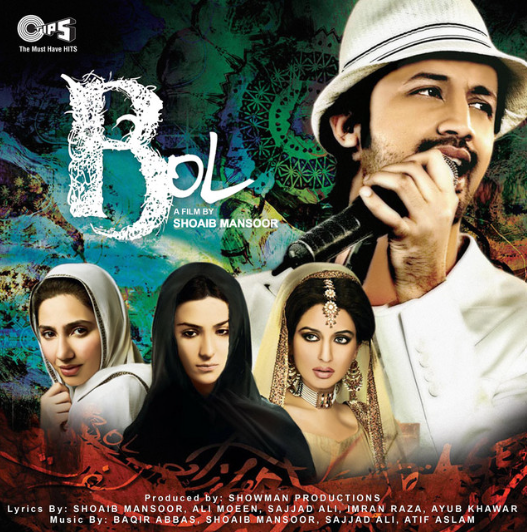 TIPS
The Must Have HITS
BOL
A FILM BY
SHOAIB MANSOOR
BOL
Produced by: SHOWMAN PRODUCTIONS
Lyrics By: SHOAIB MANSOOR, ALI MOEEN, SAJJAD ALI, IMRAN RAZA, AYUB KHAWAR
Music By: BAQIR ABBAS, SHOAIB MANSOOR, SAJJAD ALI, ATIF ASLAM